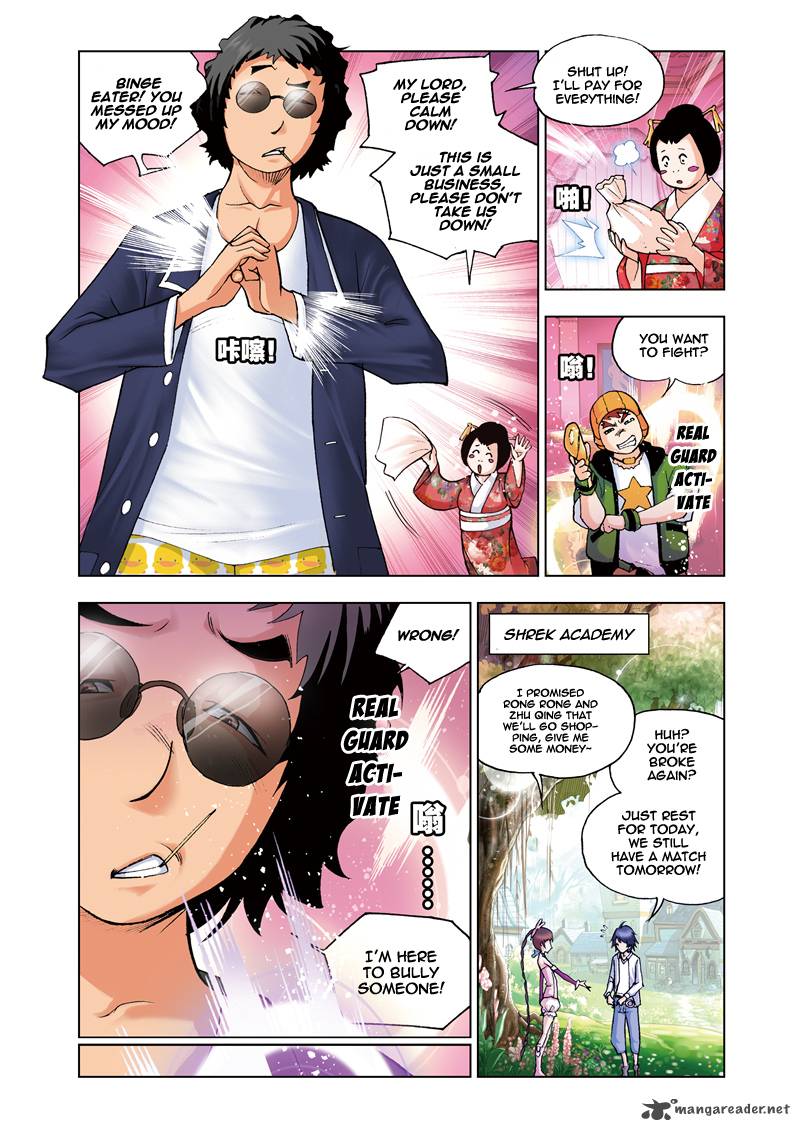 BINGE
EATER! YOU
MESSED UP
MY MOOD!
MY LORD,
PLEASE
CALM
DOWN!
THIS IS
JUST A SMALL
BUSINESS,
PLEASE DON'T
TAKE US
DOWN!
咔嚓!
SHUT UP!
I'LL PAY FOR
EVERYTHING!
啪!
YOU WANT
TO FIGHT?
嗡!
REAL
GUARD
ACTI-
VATE
WRONG!
REAL
GUARD
ACTI-
VATE
嗡......
I'M HERE
TO BULLY
SOMEONE!
SHREK ACADEMY
I PROMISED
RONG RONG AND
ZHU QING THAT
WE'LL GO SHOP-
PING, GIVE ME
SOME MONEY~
HUH?
YOU'RE
BROKE
AGAIN?
JUST REST
FOR TODAY,
WE STILL
HAVE A MATCH
TOMORROW!
mangareader.net